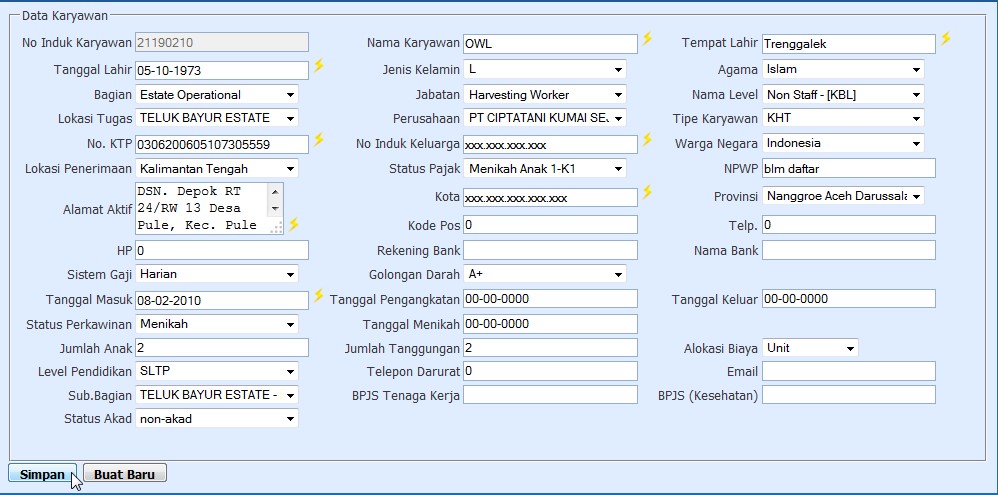 Data Karyawan
No Induk Karyawan 21190210 Nama Karyawan OWL Tempat Lahir Trenggalek
Tanggal Lahir 05-10-1973 Jenis Kelamin L Agama Islam
Bagian Estate Operational Jabatan Harvesting Worker Nama Level Non Staff - [KBL]
Lokasi Tugas TELUK BAYUR ESTATE Perusahaan PT CIPTATANI KUMAI SEJ Tipe Karyawan KHT
No. KTP 0306200605107305559 No Induk Keluarga xxx.xxx.xxx.xxx Warga Negara Indonesia
Lokasi Penerimaan Kalimantan Tengah Status Pajak Menikah Anak 1-K1 NPWP blm daftar
Alamat Aktif DSN. Depok RT
24/RW 13 Desa
Pule, Kec. Pule
Kota xxx.xxx.xxx.xxx.xxx Provinsi Nanggroe Aceh Darussala
Kode Pos 0 Telp. 0
HP 0 Rekening Bank Nama Bank
Sistem Gaji Harian Golongan Darah A+
Tanggal Masuk 08-02-2010 Tanggal Pengangkatan 00-00-0000 Tanggal Keluar 00-00-0000
Status Perkawinan Menikah Tanggal Menikah 00-00-0000
Jumlah Anak 2 Jumlah Tanggungan 2 Alokasi Biaya Unit
Level Pendidikan SLTP Telepon Darurat 0 Email
Sub.Bagian TELUK BAYUR ESTATE - BPJS Tenaga Kerja BPJS (Kesehatan)
Status Akad non-akad
Simpan Buat Baru